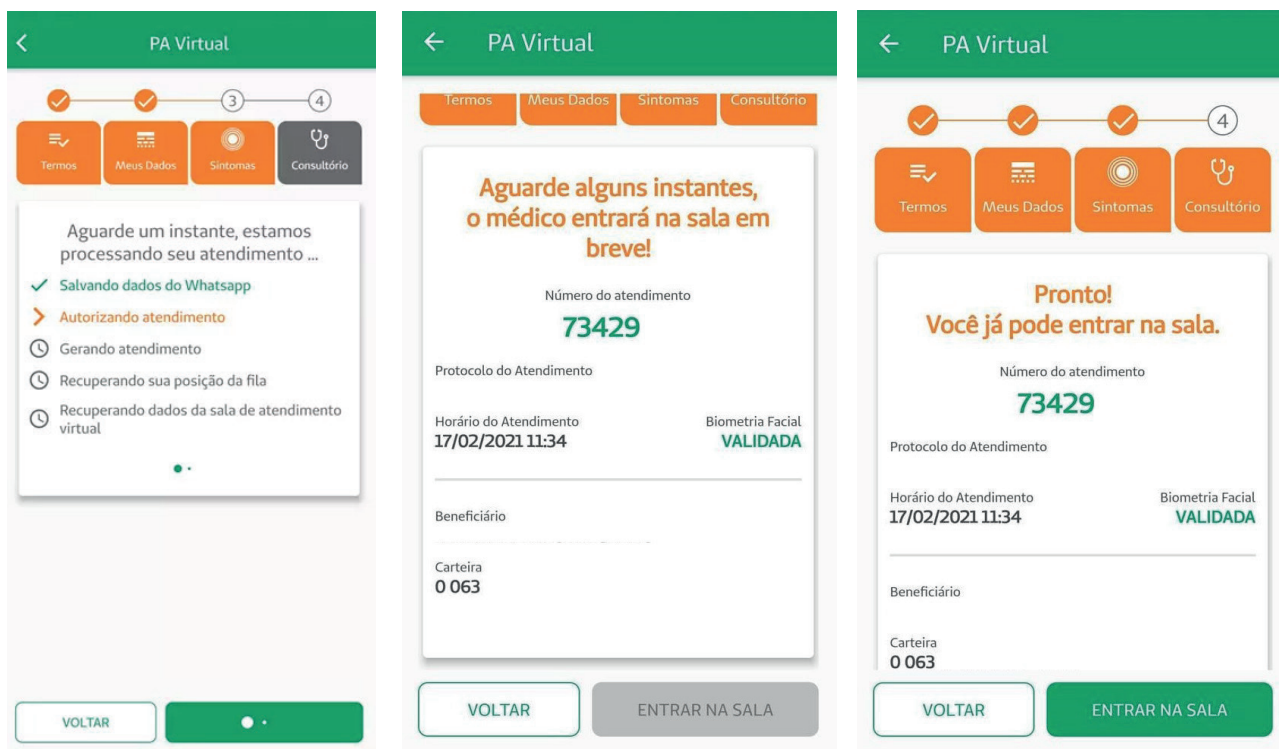 PA Virtual
3
4
Termos
Meus Dados
Sintomas
Consultório
Aguarde um instante, estamos
processando seu atendimento ...
Salvando dados do Whatsapp
Autorizando atendimento
Gerando atendimento
Recuperando sua posição da fila
Recuperando dados da sala de atendimento
virtual
VOLTAR
PA Virtual
Termos
Meus Dados
Sintomas
Consultório
Aguarde alguns instantes,
o médico entrará na sala em
breve!
Número do atendimento
73429
Protocolo do Atendimento
Horário do Atendimento
Biometria Facial
17/02/2021 11:34
VALIDADA
Beneficiário
Carteira
0 063
VOLTAR
ENTRAR NA SALA
PA Virtual
4
Termos
Meus Dados
Sintomas
Consultório
Pronto!
Você já pode entrar na sala.
Número do atendimento
73429
Protocolo do Atendimento
Horário do Atendimento
Biometria Facial
17/02/2021 11:34
VALIDADA
Beneficiário
Carteira
0 063
VOLTAR
ENTRAR NA SALA